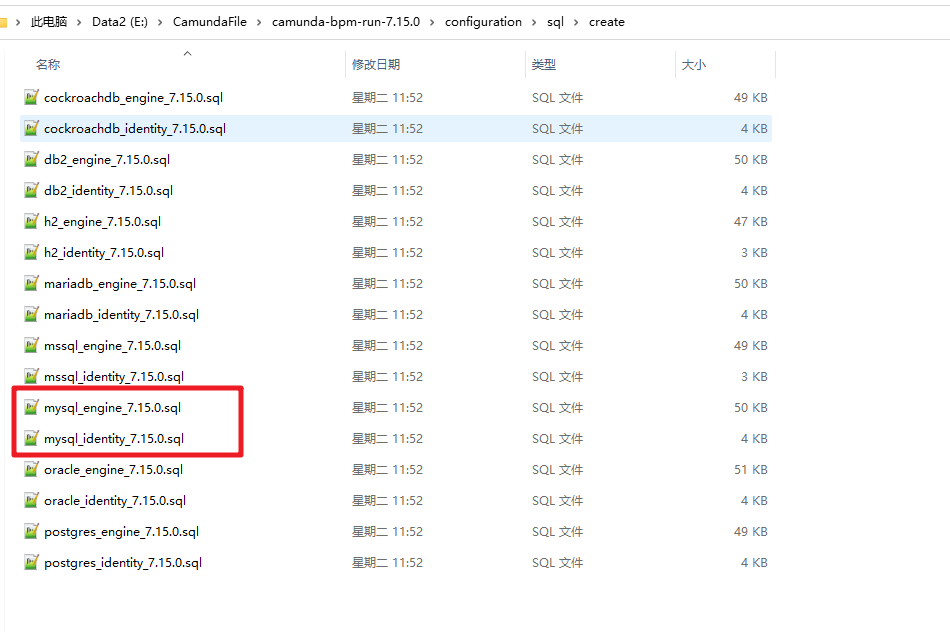 此电脑 > Data2 (E:) > CamundaFile > camunda-bpm-run-7.15.0 > configuration > sql > create
名称 修改日期 类型 大小
cockroachdb_engine_7.15.0.sql 星期二 11:52 SQL 文件 49 KB
cockroachdb_identity_7.15.0.sql 星期二 11:52 SQL 文件 4 KB
db2_engine_7.15.0.sql 星期二 11:52 SQL 文件 50 KB
db2_identity_7.15.0.sql 星期二 11:52 SQL 文件 4 KB
h2_engine_7.15.0.sql 星期二 11:52 SQL 文件 47 KB
h2_identity_7.15.0.sql 星期二 11:52 SQL 文件 3 KB
mariadb_engine_7.15.0.sql 星期二 11:52 SQL 文件 50 KB
mariadb_identity_7.15.0.sql 星期二 11:52 SQL 文件 4 KB
mssql_engine_7.15.0.sql 星期二 11:52 SQL 文件 49 KB
mssql_identity_7.15.0.sql 星期二 11:52 SQL 文件 3 KB
mysql_engine_7.15.0.sql 星期二 11:52 SQL 文件 50 KB
mysql_identity_7.15.0.sql 星期二 11:52 SQL 文件 4 KB
oracle_engine_7.15.0.sql 星期二 11:52 SQL 文件 51 KB
oracle_identity_7.15.0.sql 星期二 11:52 SQL 文件 4 KB
postgres_engine_7.15.0.sql 星期二 11:52 SQL 文件 49 KB
postgres_identity_7.15.0.sql 星期二 11:52 SQL 文件 4 KB